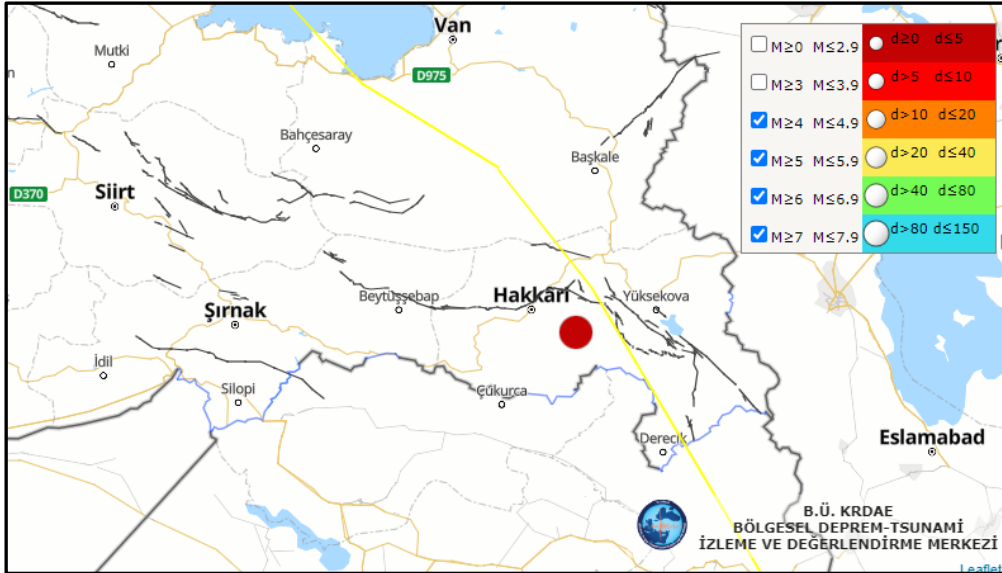 Van
Mutki
D975
Bahçesaray
Başkale
D370
Siirt
Beytüşşebap
Hakkâri
Yüksekova
Şırnak
İdil
Silopi
Çukurca
Derecik
Eslamabad
M≥0 M≤2.9 d≥0 d≤5
M≥3 M≤3.9 d>5 d≤10
M≥4 M≤4.9 d>10 d≤20
M≥5 M≤5.9 d>20 d≤40
M≥6 M≤6.9 d>40 d≤80
M≥7 M≤7.9 d>80 d≤150
B.Ü. KRDAE
BÖLGESEL DEPREM-TSUNAMİ
İZLEME VE DEĞERLENDİRME MERKEZİ
Leaflet